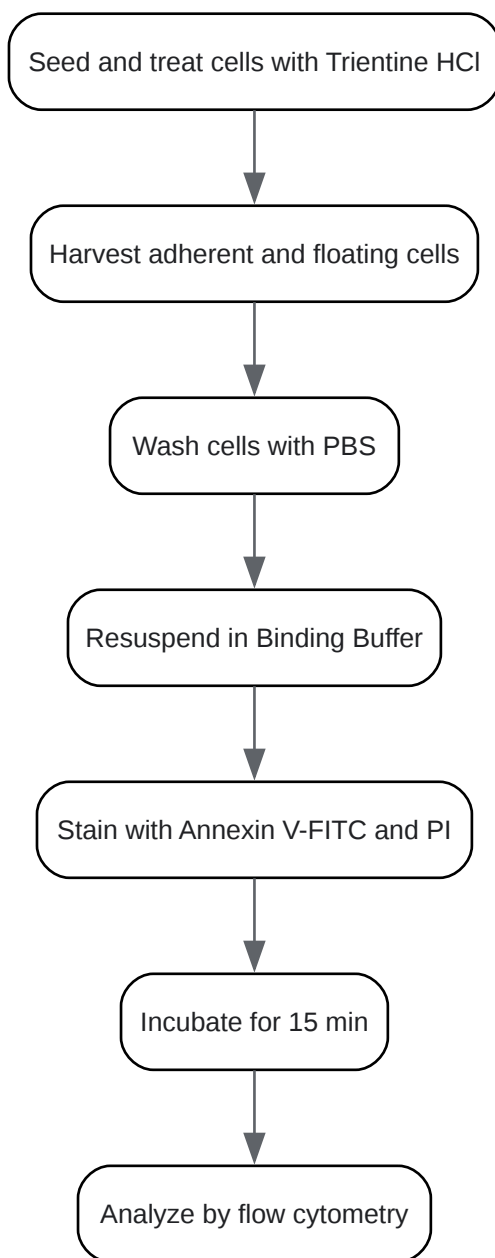 Seed and treat cells with Trientine HCl
Harvest adherent and floating cells
Wash cells with PBS
Resuspend in Binding Buffer
Stain with Annexin V-FITC and PI
Incubate for 15 min
Analyze by flow cytometry